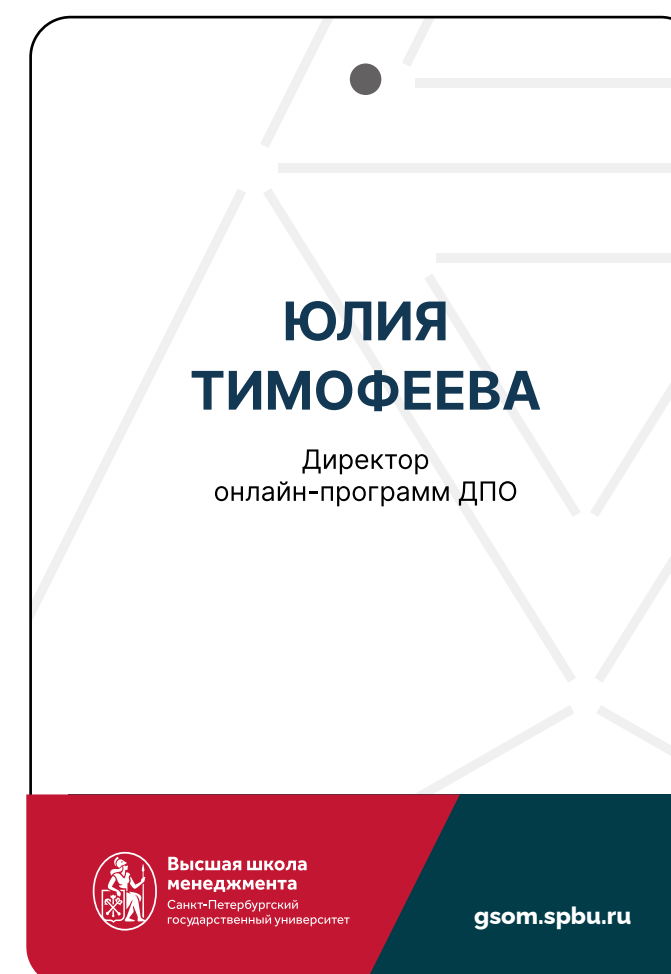 ЮЛИЯ
ТИМОФЕЕВА
Директор
онлайн-программ ДПО
Высшая школа
менеджмента
Санкт-Петербургский
государственный университет
gsom.spbu.ru